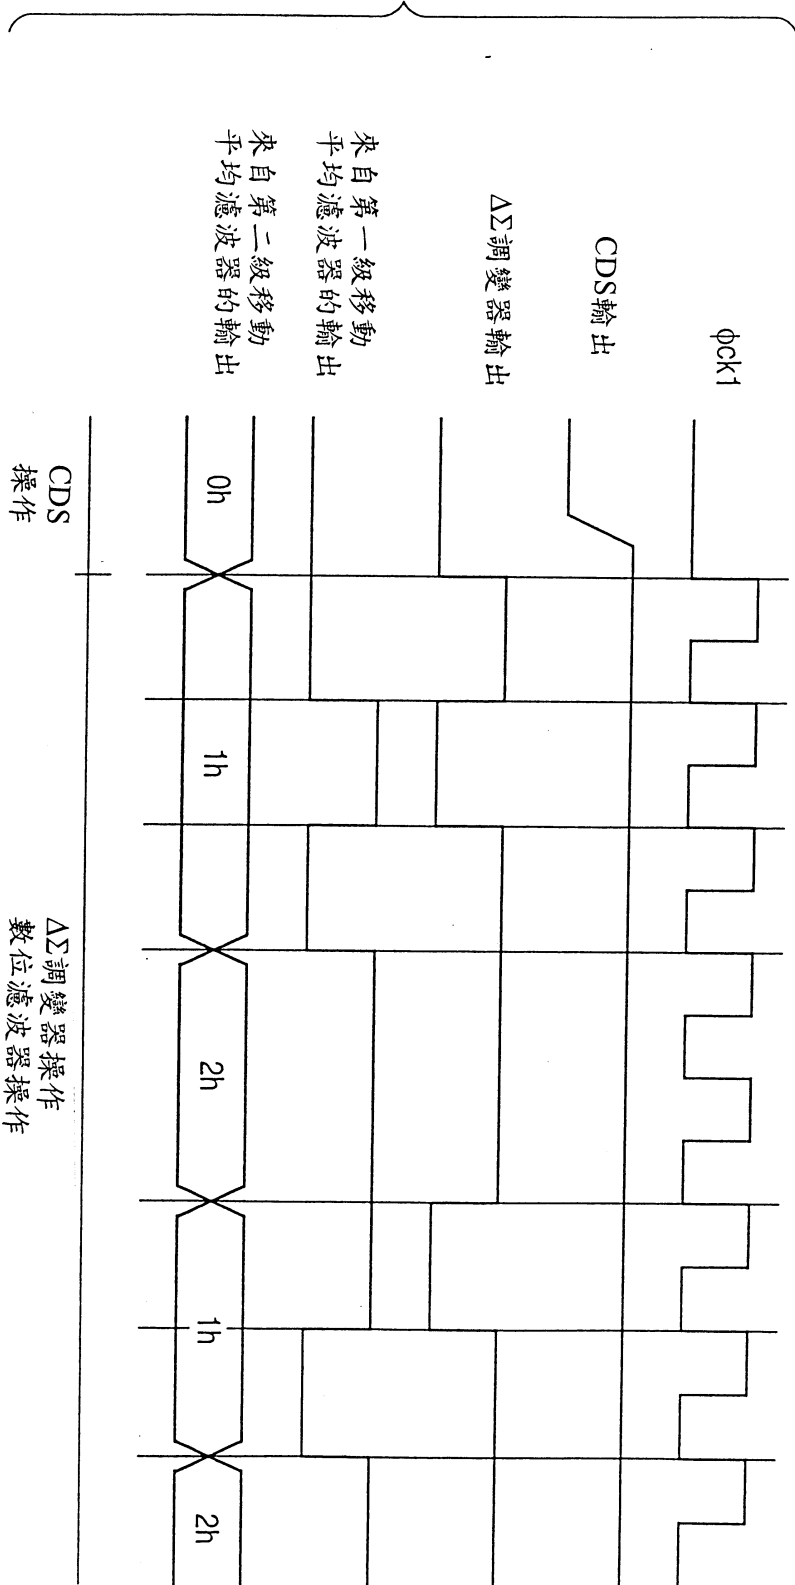 φck1
CDS輸出
ΔΣ調變器輸出
來自第一級移動
平均濾波器的輸出
來自第二級移動
平均濾波器的輸出
0h
1h
2h
1h
2h
CDS
操作
ΔΣ調變器操作
數位濾波器操作